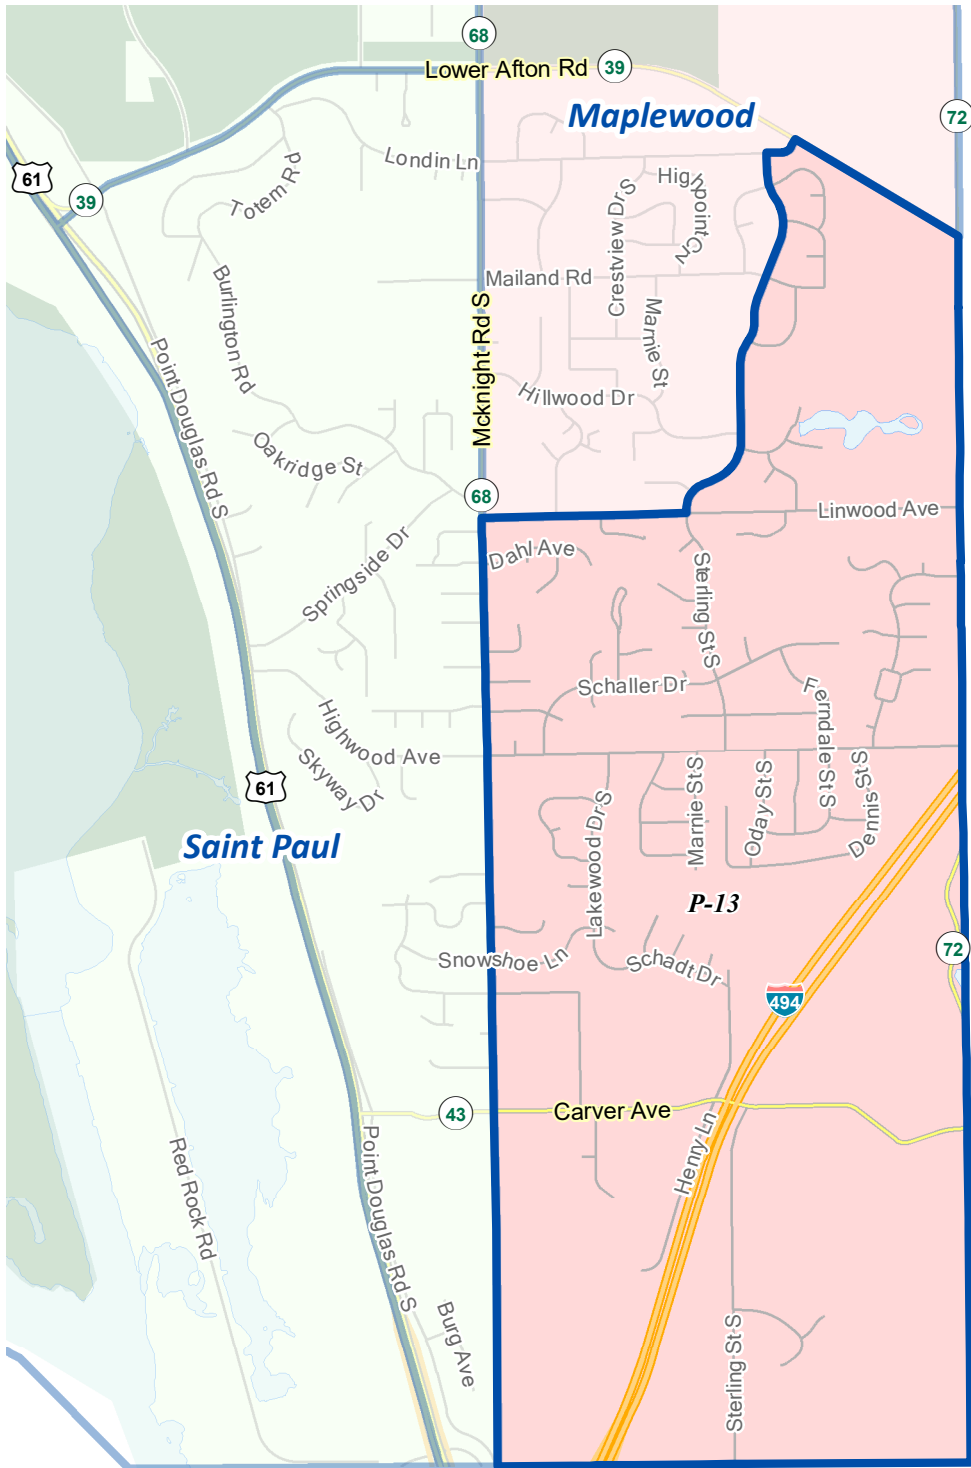 68
Lower Afton Rd
39
Maplewood
72
Londin Ln
61
39
Totem Rd
Highpoint Crv
Crestview Dr S
Mailand Rd
Burlington Rd
Mcknight Rd S
Marnie St
Point Douglas Rd S
Hillwood Dr
Oakridge St
68
Linwood Ave
Dahl Ave
Springside Dr
Sterling St S
Schaller Dr
Ferndale St S
Highwood Ave
Skyway Dr
61
Marnie St S
Oday St S
Dennis St S
Lakewood Dr S
Saint Paul
P-13
Snowshoe Ln
Schadt Dr
72
494
43
Carver Ave
Henry Ln
Red Rock Rd
Point Douglas Rd S
Burg Ave
Sterling St S